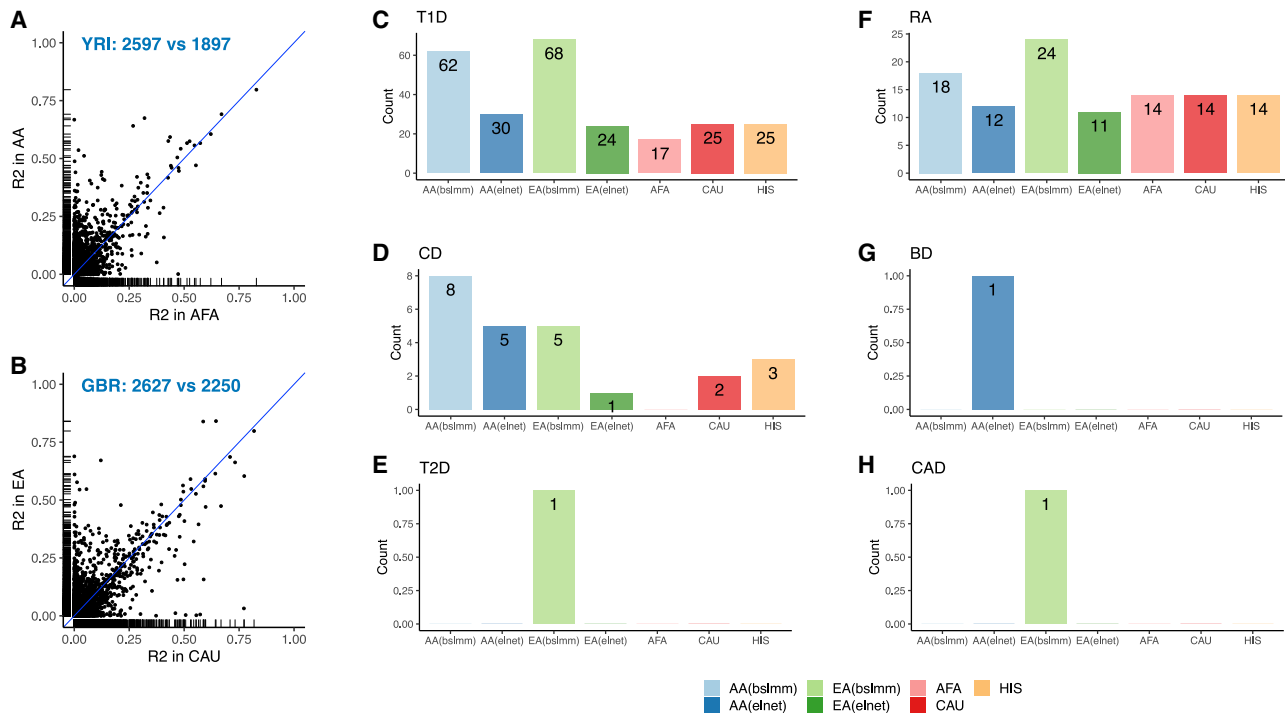 A
YRI: 2597 vs 1897
R2 in AA
1.00
0.75
0.50
0.25
0.00
0.00 0.25 0.50 0.75 1.00
R2 in AFA
B
GBR: 2627 vs 2250
R2 in EA
1.00
0.75
0.50
0.25
0.00
0.00 0.25 0.50 0.75 1.00
R2 in CAU
C T1D
Count
60
40
20
0
62 30 68 24 17 25 25
AA(bslmm) AA(elnet) EA(bslmm) EA(elnet) AFA CAU HIS
D CD
Count
8
6
4
2
0
8 5 5 1 2 3
AA(bslmm) AA(elnet) EA(bslmm) EA(elnet) AFA CAU HIS
E T2D
Count
1.00
0.75
0.50
0.25
0.00
1
AA(bslmm) AA(elnet) EA(bslmm) EA(elnet) AFA CAU HIS
F RA
Count
25
20
15
10
5
0
18 12 24 11 14 14 14
AA(bslmm) AA(elnet) EA(bslmm) EA(elnet) AFA CAU HIS
G BD
Count
1.00
0.75
0.50
0.25
0.00
1
AA(bslmm) AA(elnet) EA(bslmm) EA(elnet) AFA CAU HIS
H CAD
Count
1.00
0.75
0.50
0.25
0.00
1
AA(bslmm) AA(elnet) EA(bslmm) EA(elnet) AFA CAU HIS
AA(bslmm) EA(bslmm) AFA HIS
AA(elnet) EA(elnet) CAU